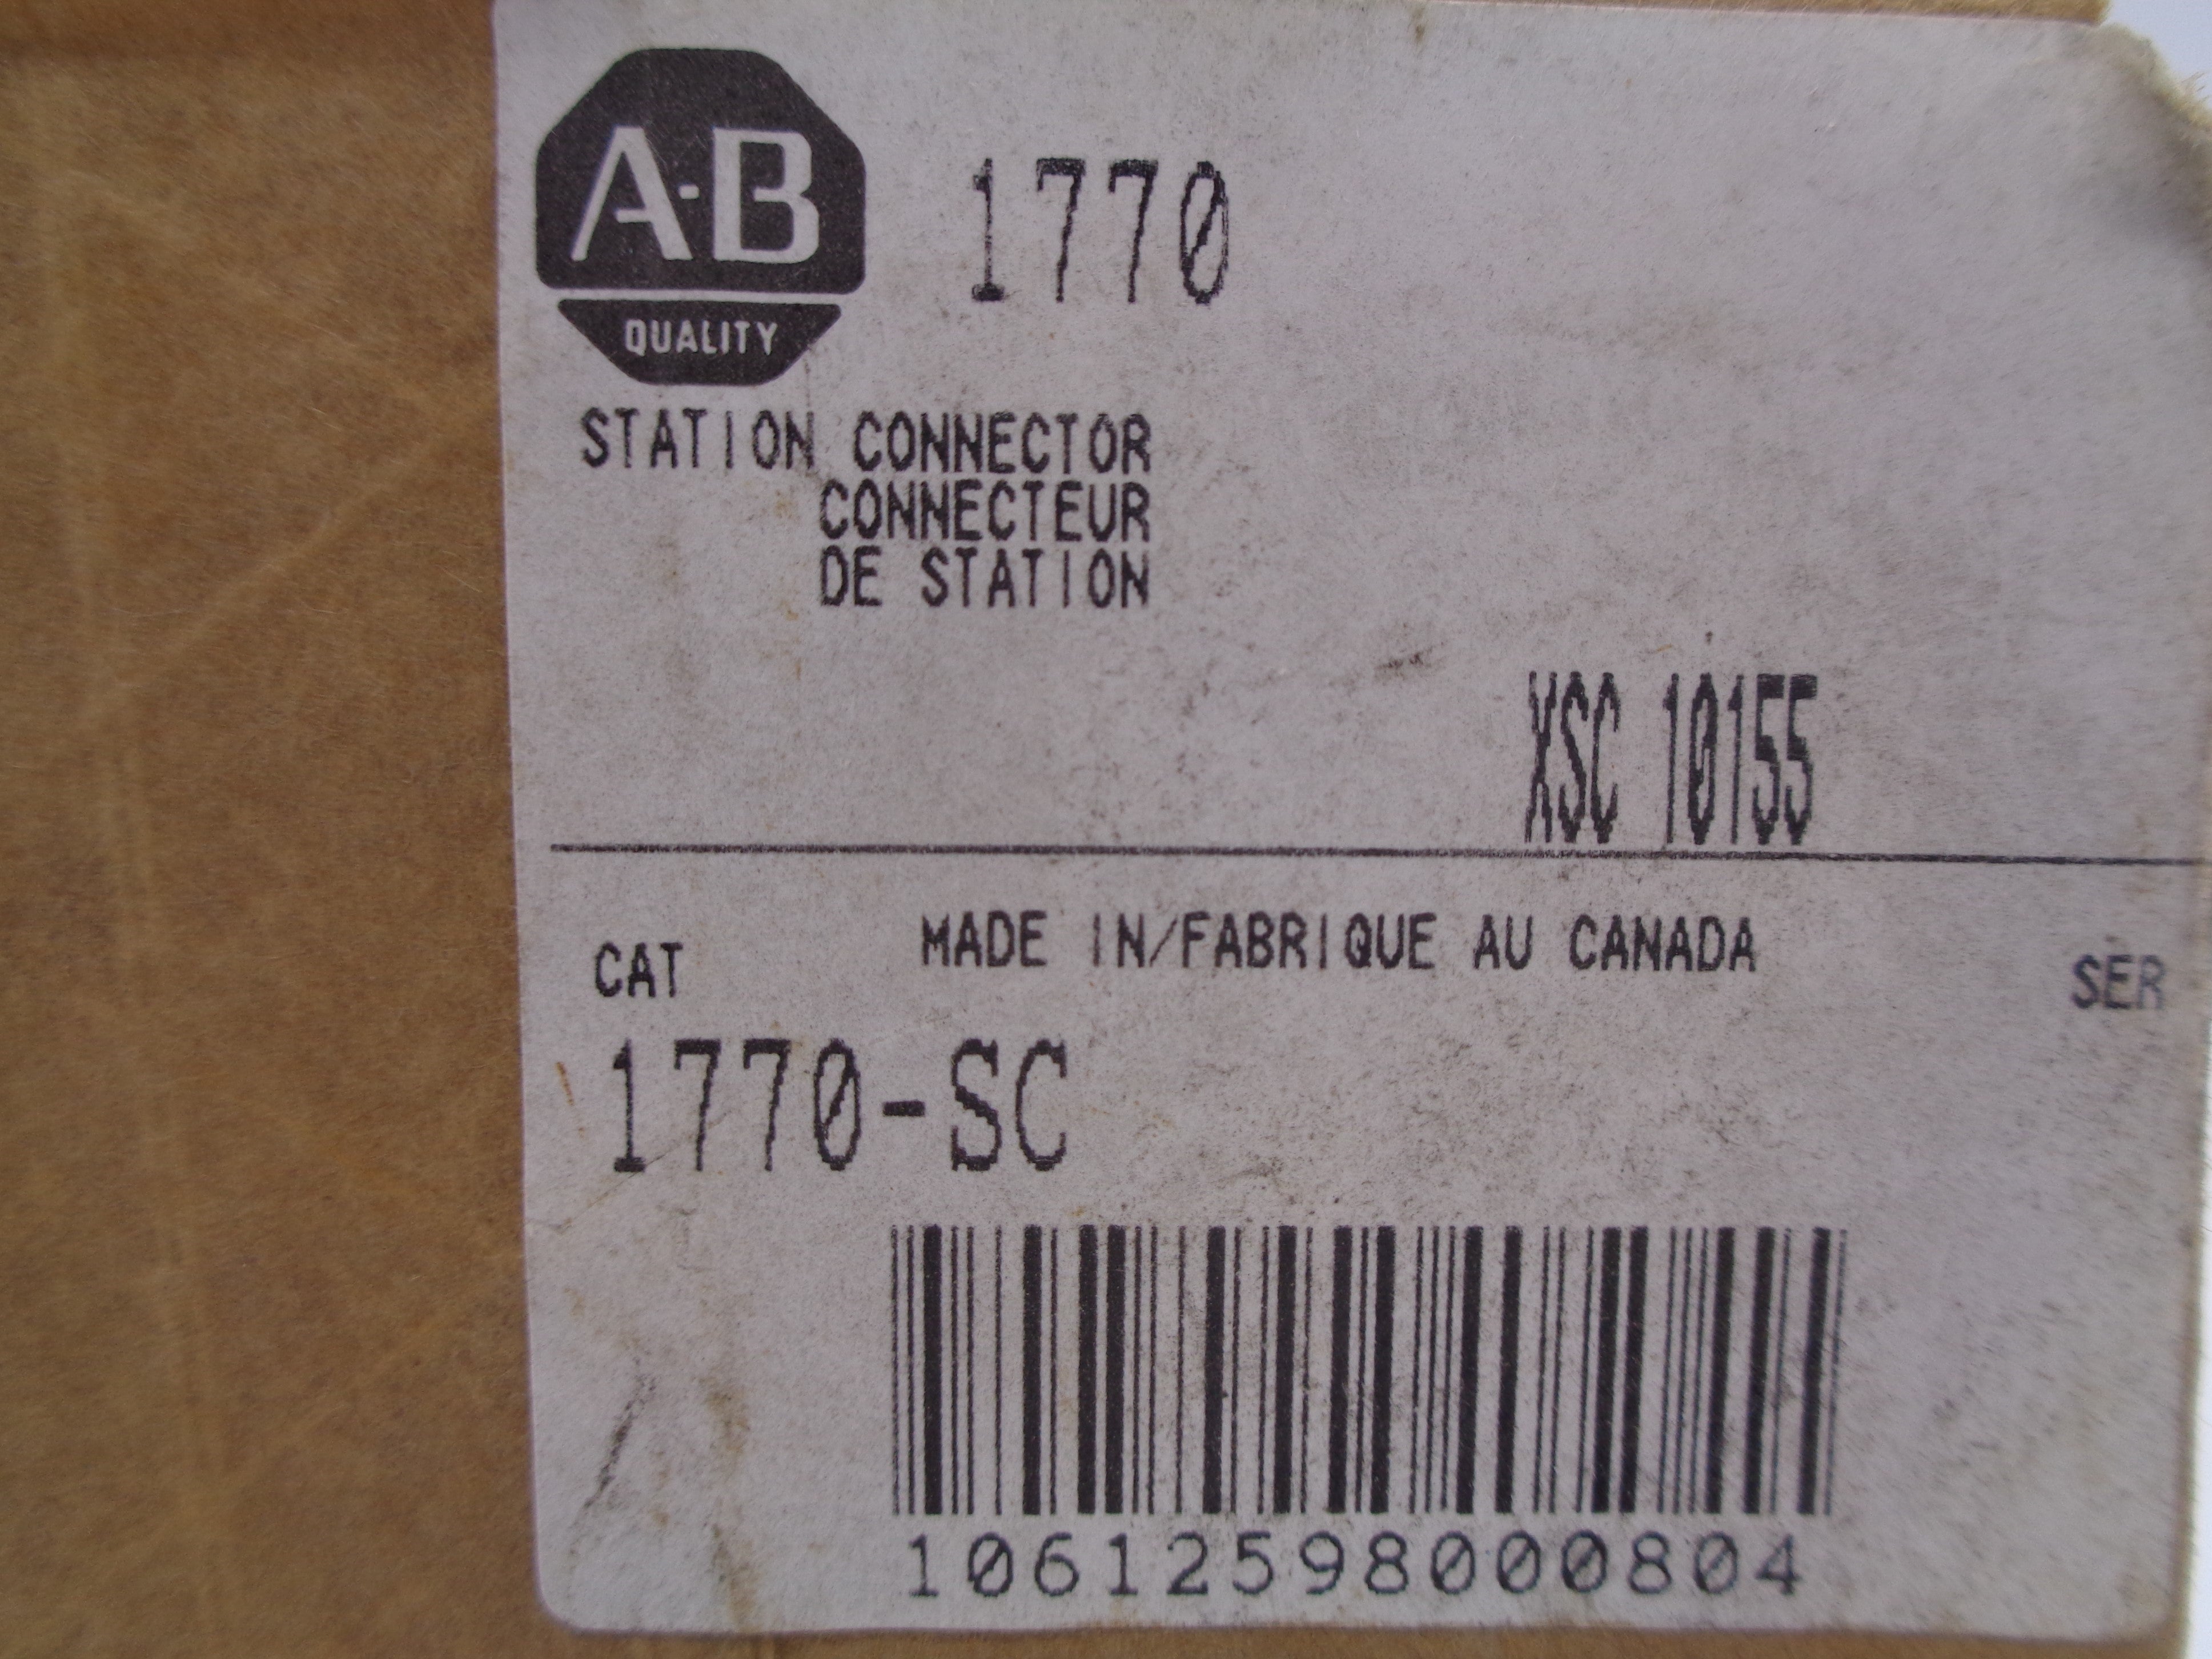 A-B
QUALITY
1770
STATION CONNECTOR
CONNECTEUR
DE STATION
XSC 10155
MADE IN/FABRIQUE AU CANADA
CAT
SER
1770-SC
10612598000804